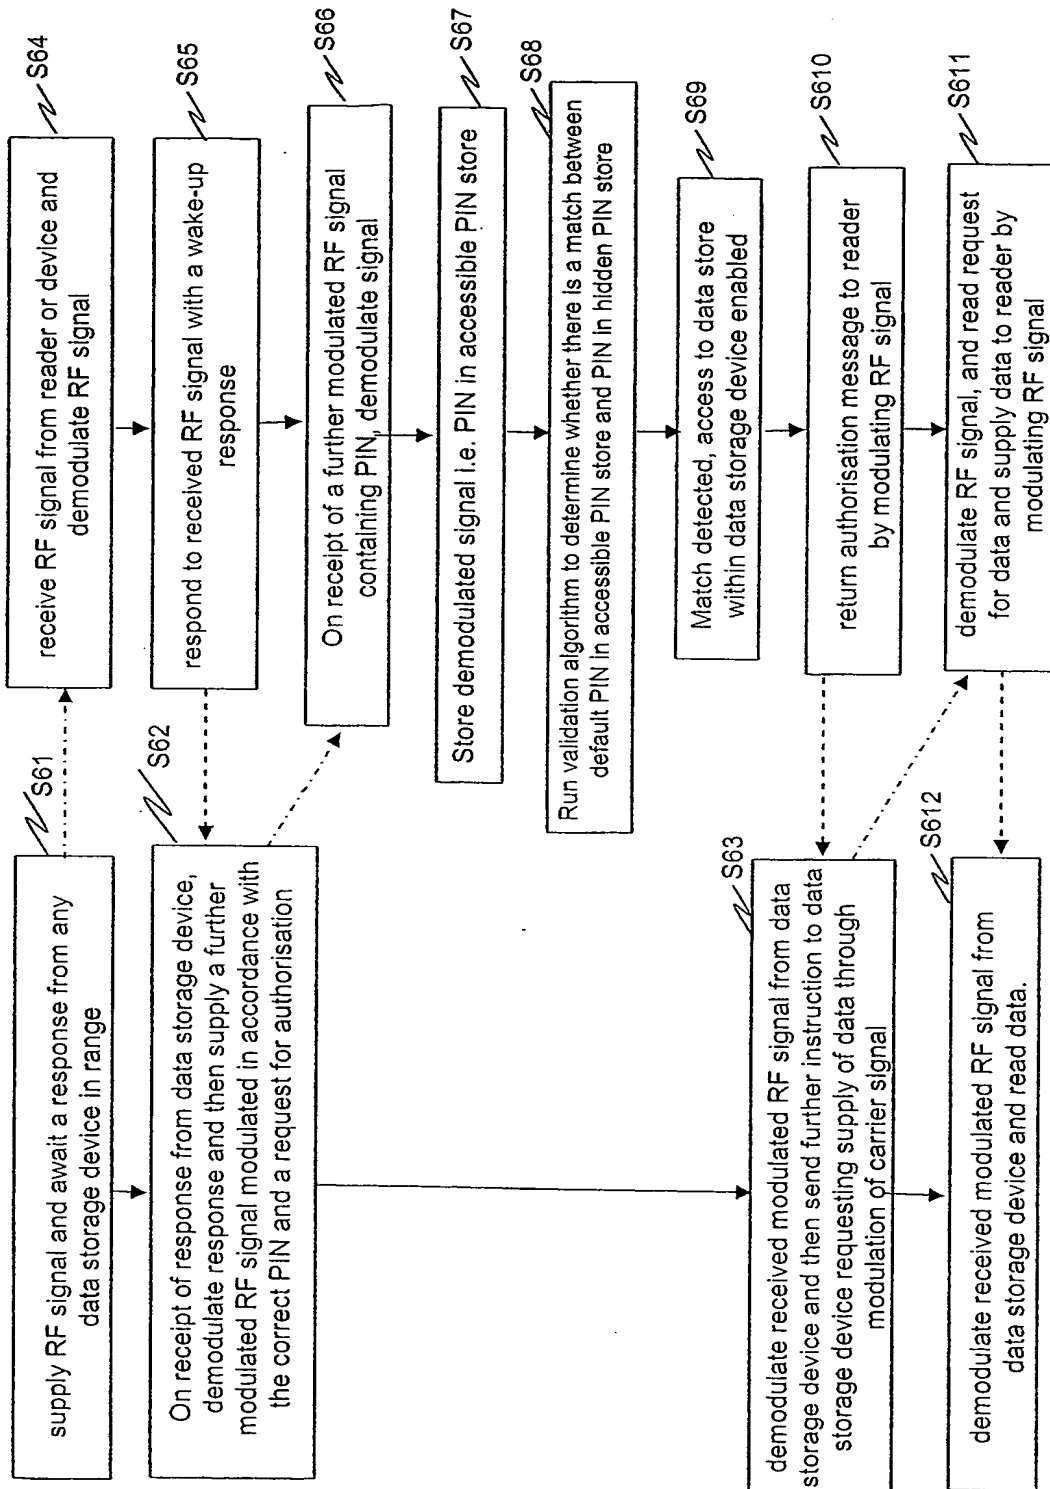 S61
supply RF signal and await a response from any
data storage device in range
S62
On receipt of response from data storage device,
demodulate response and then supply a further
modulated RF signal modulated in accordance with
the correct PIN and a request for authorisation
S63
demodulate received modulated RF signal from data
storage device and then send further instruction to data
storage device requesting supply of data through
modulation of carrier signal
S612
demodulate received modulated RF signal from
data storage device and read data.
S64
receive RF signal from reader or device and
demodulate RF signal
S65
respond to received RF signal with a wake-up
response
S66
On receipt of a further modulated RF signal
containing PIN, demodulate signal
S67
Store demodulated signal i.e. PIN in accessible PIN store
S68
Run validation algorithm to determine whether there is a match between
default PIN in accessible PIN store and PIN in hidden PIN store
S69
Match detected, access to data store
within data storage device enabled
S610
return authorisation message to reader
by modulating RF signal
S611
demodulate RF signal, and read request
for data and supply data to reader by
modulating RF signal